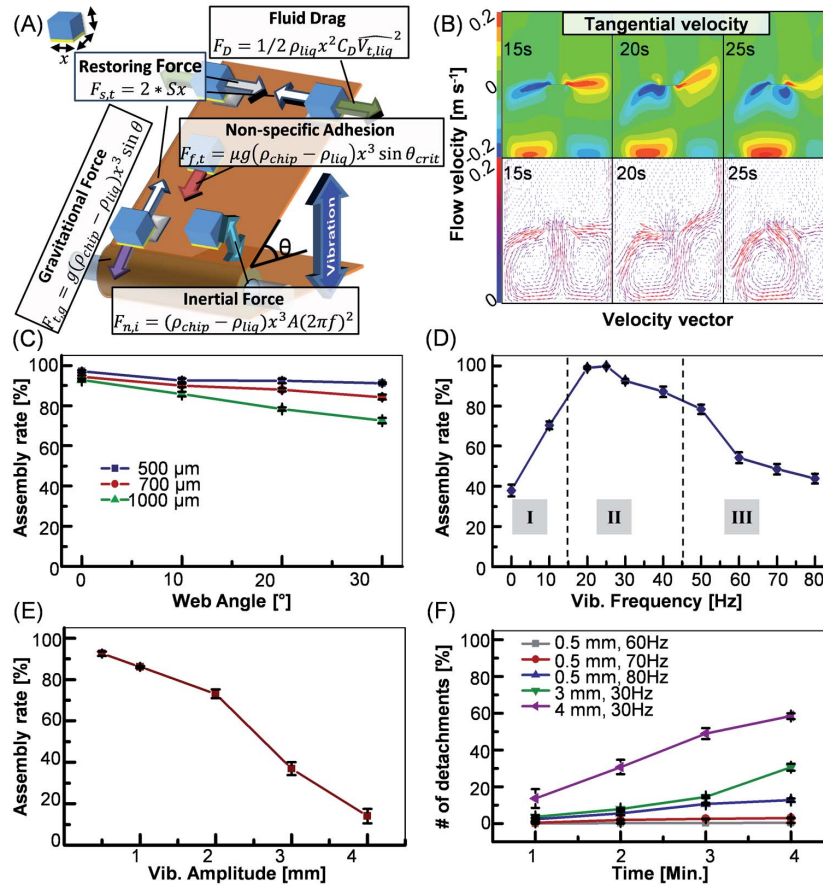 (A)
x
Fluid Drag
F_D = 1/2 ρ_liq x² C_D V_t,liq ²
Restoring Force
F_s,t = 2 * Sx
Non-specific Adhesion
F_f,t = μg(ρ_chip − ρ_liq)x³ sin θ_crit
Gravitational Force
F_t,g = g(ρ_chip − ρ_liq)x³ sin θ
θ
Vibration
Inertial Force
F_n,i = (ρ_chip − ρ_liq)x³A(2πf)²
(B)
Tangential velocity
Flow velocity [m s⁻¹]
0.2
0
-0.2
0.2
0
15s
20s
25s
15s
20s
25s
Velocity vector
(C)
Assembly rate [%]
100
80
60
40
20
0
500 μm
700 μm
1000 μm
0
10
20
30
Web Angle [°]
(D)
Assembly rate [%]
100
80
60
40
20
0
I
II
III
0 10 20 30 40 50 60 70 80
Vib. Frequency [Hz]
(E)
Assembly rate [%]
100
80
60
40
20
0
1
2
3
4
Vib. Amplitude [mm]
(F)
# of detachments [%]
100
80
60
40
20
0
0.5 mm, 60Hz
0.5 mm, 70Hz
0.5 mm, 80Hz
3 mm, 30Hz
4 mm, 30Hz
1
2
3
4
Time [Min.]